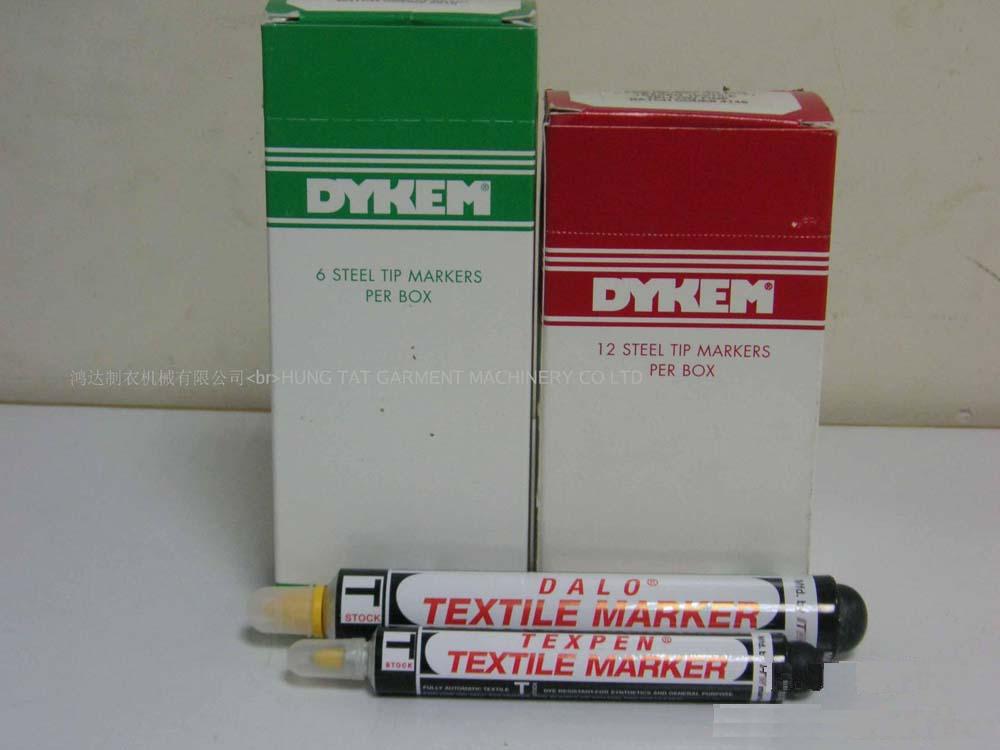 DYKEM®
6 STEEL TIP MARKERS
PER BOX
DYKEM®
12 STEEL TIP MARKERS
PER BOX
鸿达制衣机械有限公司<br>HUNG TAT GARMENT MACHINERY CO LTD
T
STOCK
DALO®
TEXTILE MARKER
T
STOCK
TEXPEN®
TEXTILE MARKER
FULLY AUTOMATIC TEXTILE T DYE RESISTANT-FOR SYNTHETICS AND GENERAL PURPOSE